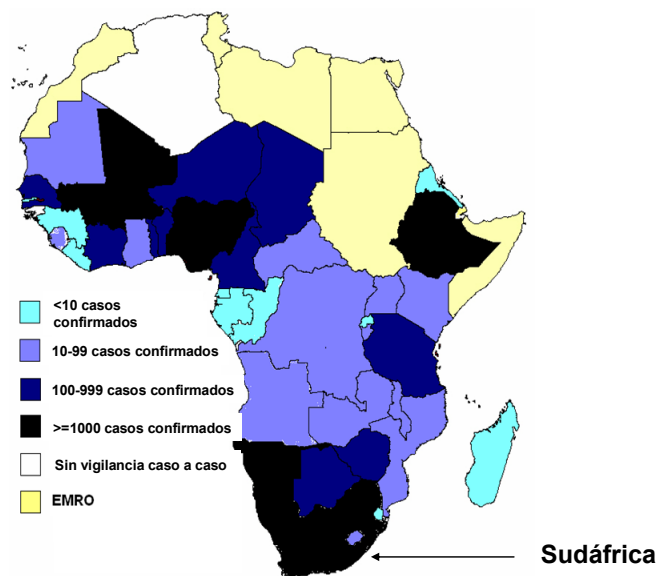 <10 casos
confirmados
10-99 casos confirmados
100-999 casos confirmados
>=1000 casos confirmados
Sin vigilancia caso a caso
EMRO
Sudáfrica